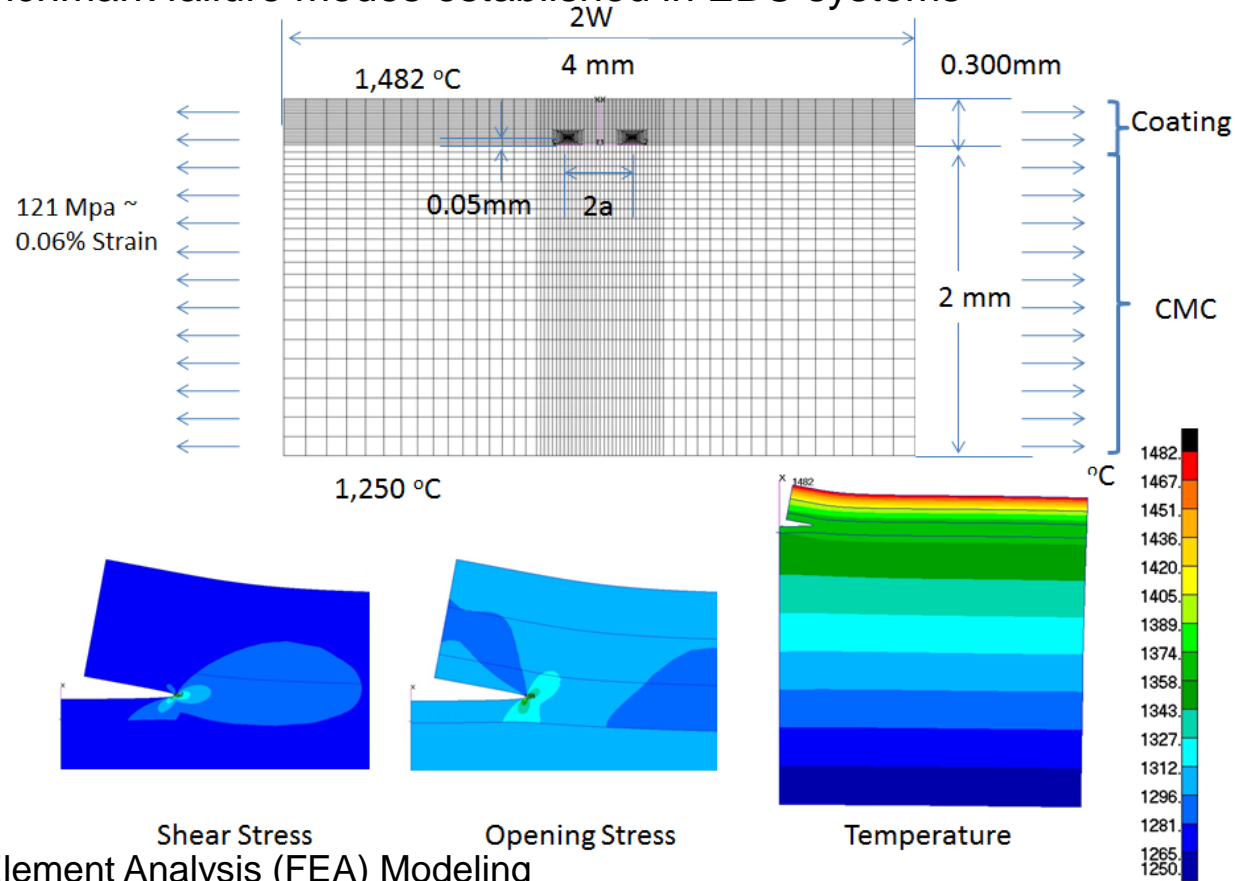 2W
4 mm
0.300mm
1,482 °C
Coating
0.05mm
2a
121 Mpa ~
0.06% Strain
2 mm
CMC
1,250 °C
°C
x 1482
1482.
1467.
1451.
1436.
1420.
1405.
1389.
1374.
1358.
1343.
1327.
1312.
1296.
1281.
1265.
1250.
x
x
Shear Stress
Opening Stress
Temperature
Element Analysis (FEA) Modeling